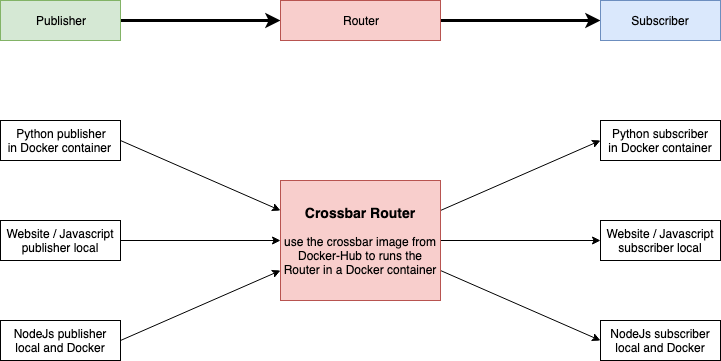 Publisher
Router
Subscriber
Python publisher
in Docker container
Python subscriber
in Docker container
Crossbar Router
use the crossbar image from
Docker-Hub to runs the
Router in a Docker container
Website / Javascript
publisher local
Website / Javascript
subscriber local
NodeJs publisher
local and Docker
NodeJs subscriber
local and Docker